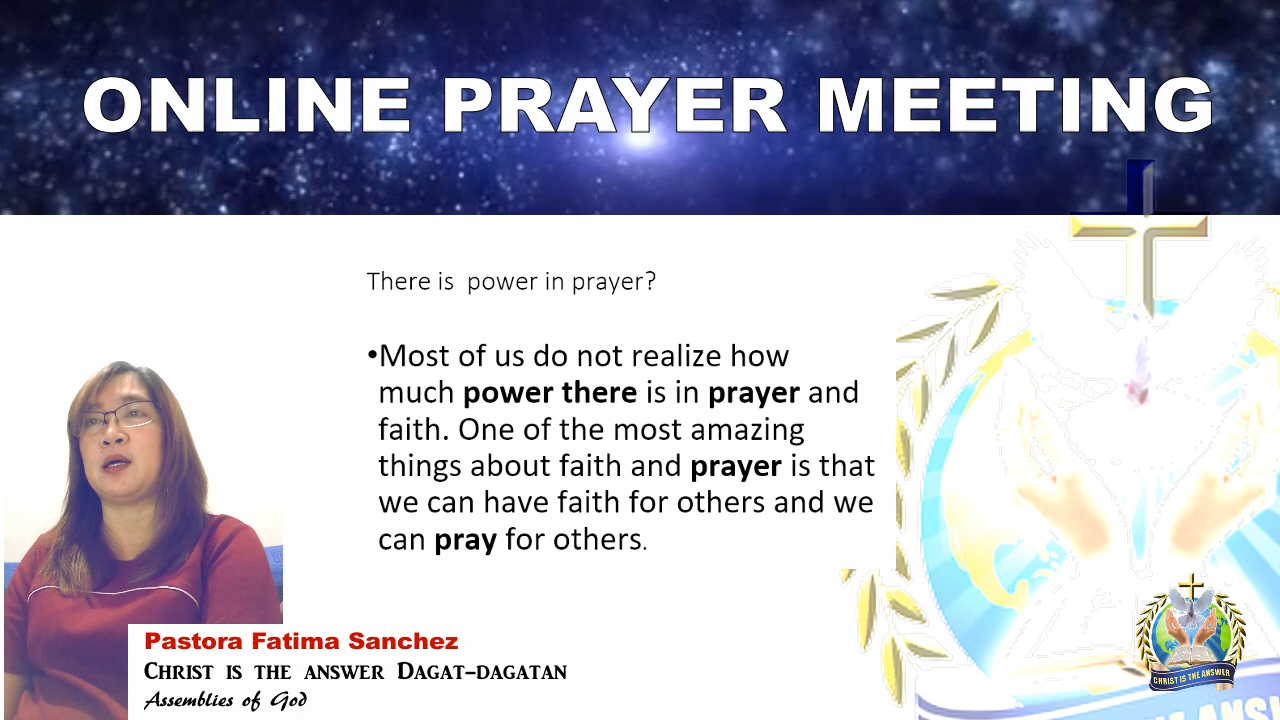 ONLINE PRAYER MEETING
There is  power in prayer?
•Most of us do not realize how
much power there is in prayer and
faith. One of the most amazing
things about faith and prayer is that
we can have faith for others and we
can pray for others.
Pastora Fatima Sanchez
Christ is the answer Dagat-dagatan
Assemblies of God
CHRIST IS THE ANSWER